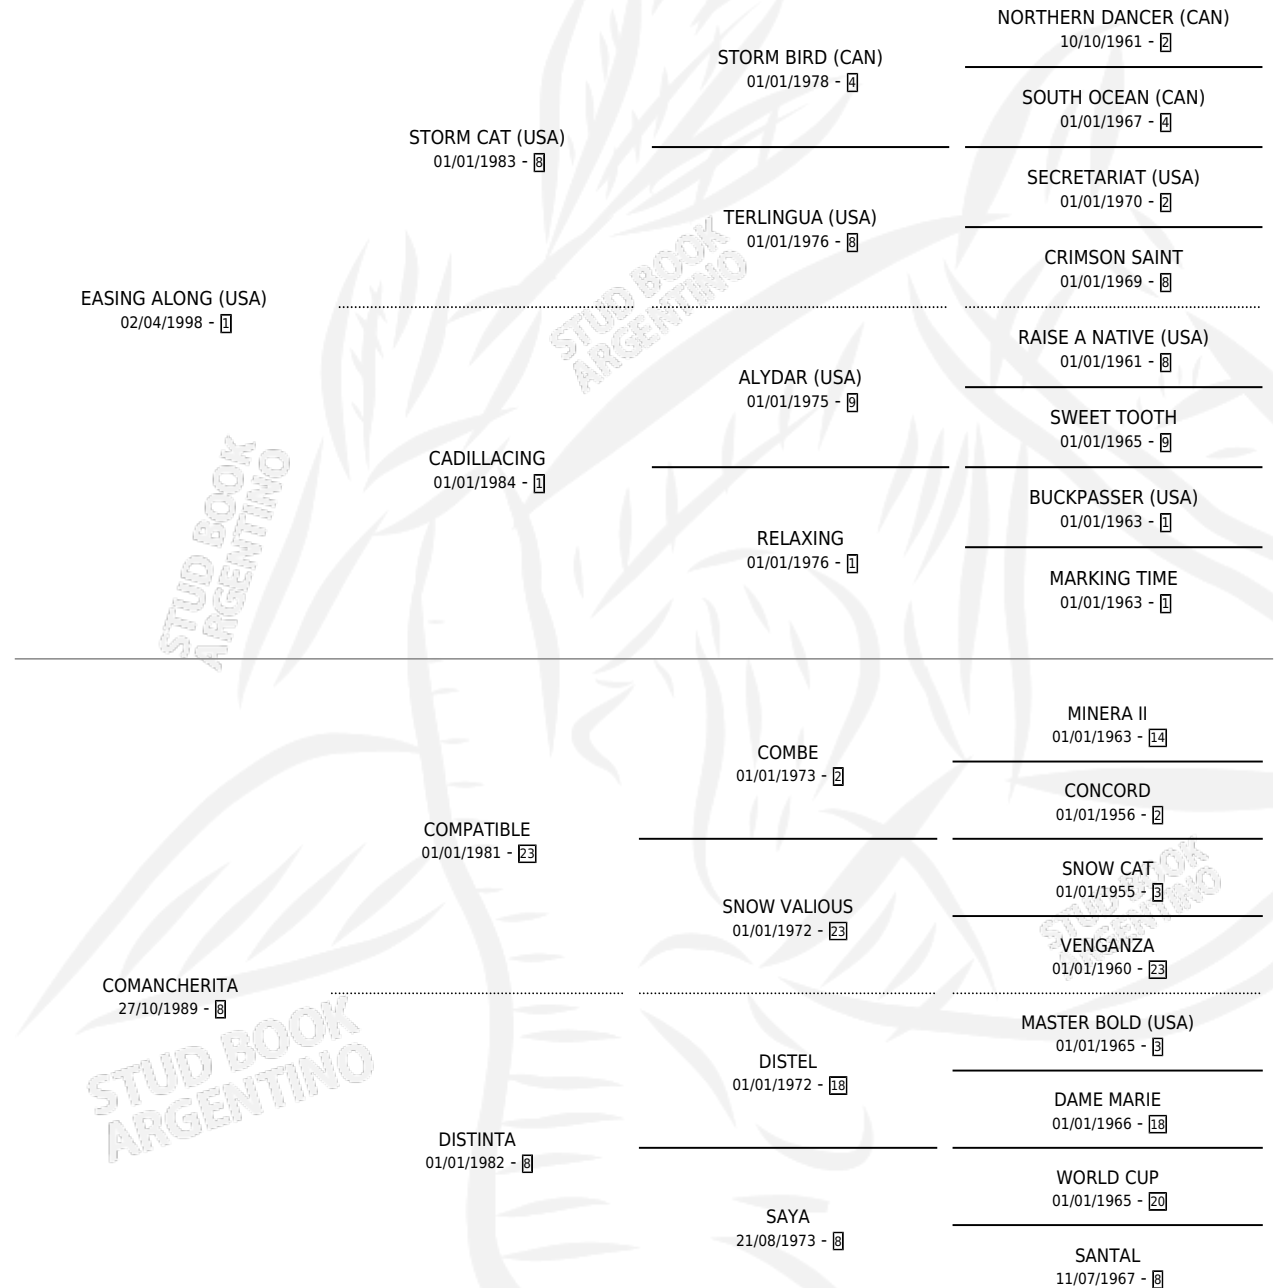 NORTHERN DANCER (CAN)
10/10/1961 - 2
STORM BIRD (CAN)
01/01/1978 - 4
SOUTH OCEAN (CAN)
01/01/1967 - 4
STORM CAT (USA)
01/01/1983 - 8
SECRETARIAT (USA)
01/01/1970 - 2
TERLINGUA (USA)
01/01/1976 - 8
CRIMSON SAINT
01/01/1969 - 8
EASING ALONG (USA)
02/04/1998 - 1
RAISE A NATIVE (USA)
01/01/1961 - 8
ALYDAR (USA)
01/01/1975 - 9
SWEET TOOTH
01/01/1965 - 9
CADILLACING
01/01/1984 - 1
BUCKPASSER (USA)
01/01/1963 - 1
RELAXING
01/01/1976 - 1
MARKING TIME
01/01/1963 - 1
MINERA II
01/01/1963 - 14
COMBE
01/01/1973 - 2
CONCORD
01/01/1956 - 2
COMPATIBLE
01/01/1981 - 23
SNOW CAT
01/01/1955 - 3
SNOW VALIOUS
01/01/1972 - 23
VENGANZA
01/01/1960 - 23
COMANCHERITA
27/10/1989 - 8
MASTER BOLD (USA)
01/01/1965 - 3
DISTEL
01/01/1972 - 18
DAME MARIE
01/01/1966 - 18
DISTINTA
01/01/1982 - 8
WORLD CUP
01/01/1965 - 20
SAYA
21/08/1973 - 8
SANTAL
11/07/1967 - 8
STUD BOOK
ARGENTINO
STUD BOOK
ARGENTINO
STUD BOOK
ARGENTINO
STUD BOOK
ARGENTINO